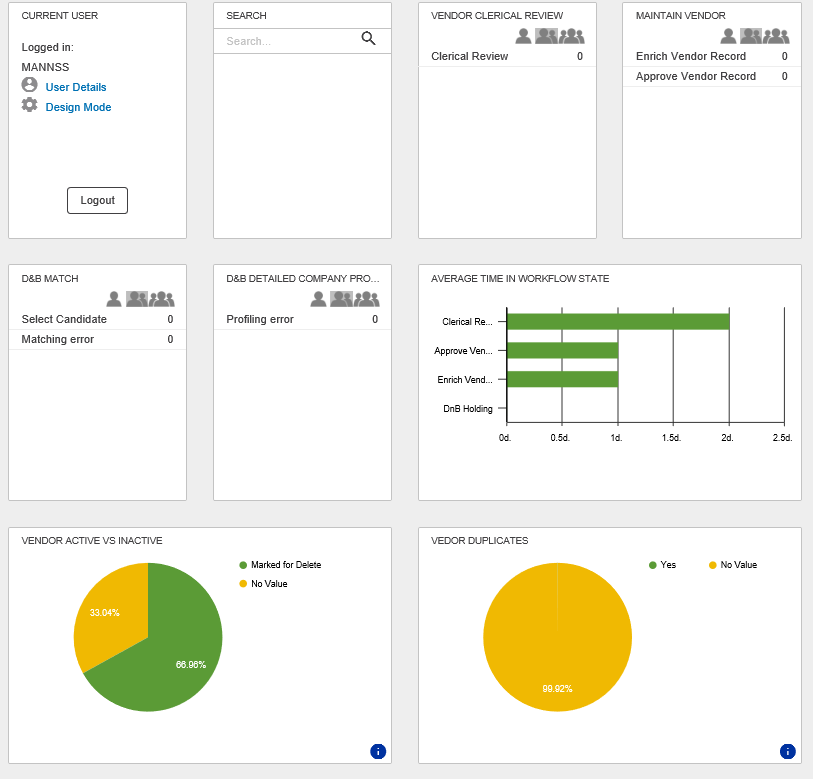 CURRENT USER
Logged in:
MANNSS
User Details
Design Mode
Logout
SEARCH
Search...
VENDOR CLERICAL REVIEW
Clerical Review 0
MAINTAIN VENDOR
Enrich Vendor Record 0
Approve Vendor Record 0
D&B MATCH
Select Candidate 0
Matching error 0
D&B DETAILED COMPANY PRO...
Profiling error 0
AVERAGE TIME IN WORKFLOW STATE
Clerical Re...
Approve Ven...
Enrich Vend...
DnB Holding
0d. 0.5d. 1d. 1.5d. 2d. 2.5d.
VENDOR ACTIVE VS INACTIVE
Marked for Delete
No Value
33.04%
66.96%
i
VEDOR DUPLICATES
Yes No Value
99.92%
i